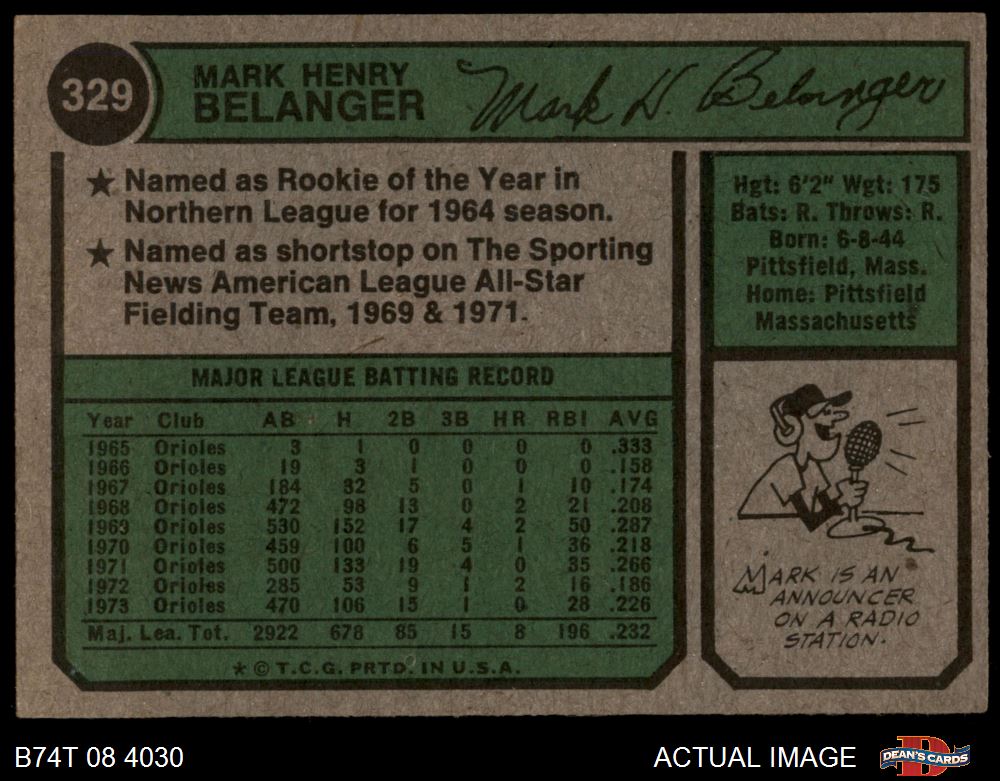 329
MARK HENRY
BELANGER
Mark H. Belanger
★ Named as Rookie of the Year in
Northern League for 1964 season.
★ Named as shortstop on The Sporting
News American League All-Star
Fielding Team, 1969 & 1971.
Hgt: 6'2" Wgt: 175
Bats: R. Throws: R.
Born: 6-8-44
Pittsfield, Mass.
Home: Pittsfield
Massachusetts
MAJOR LEAGUE BATTING RECORD
Year Club AB H 2B 3B HR RBI AVG
1965 Orioles 3 1 0 0 0 0 .333
1966 Orioles 19 3 1 0 0 0 .158
1967 Orioles 184 32 5 0 1 10 .174
1968 Orioles 472 98 13 0 2 21 .208
1969 Orioles 530 152 17 4 2 50 .287
1970 Orioles 459 100 6 5 1 36 .218
1971 Orioles 500 133 19 4 0 35 .266
1972 Orioles 285 53 9 1 2 16 .186
1973 Orioles 470 106 15 1 0 28 .226
Maj. Lea. Tot. 2922 678 85 15 8 196 .232
★ © T.C.G. PRTD. IN U.S.A.
MARK IS AN
ANNOUNCER
ON A RADIO
STATION.
B74T 08 4030
ACTUAL IMAGE
DEAN'S CARDS